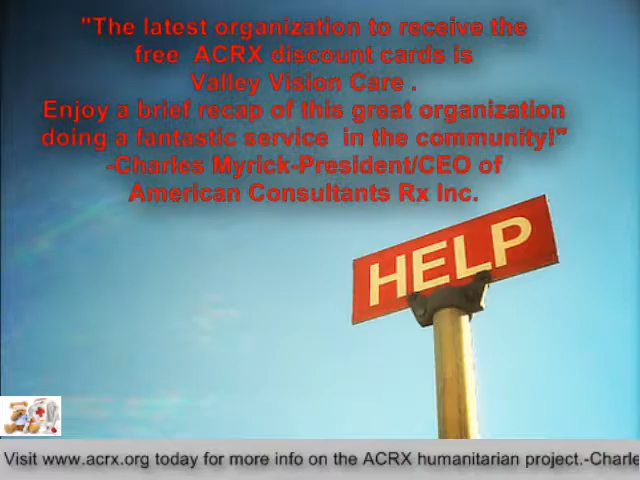 "The latest organization to receive the
free ACRX discount cards is
Valley Vision Care .
Enjoy a brief recap of this great organization
doing a fantastic service in the community!"
-Charles Myrick-President/CEO of
American Consultants Rx Inc.
HELP
Visit www.acrx.org today for more info on the ACRX humanitarian project.-Charle